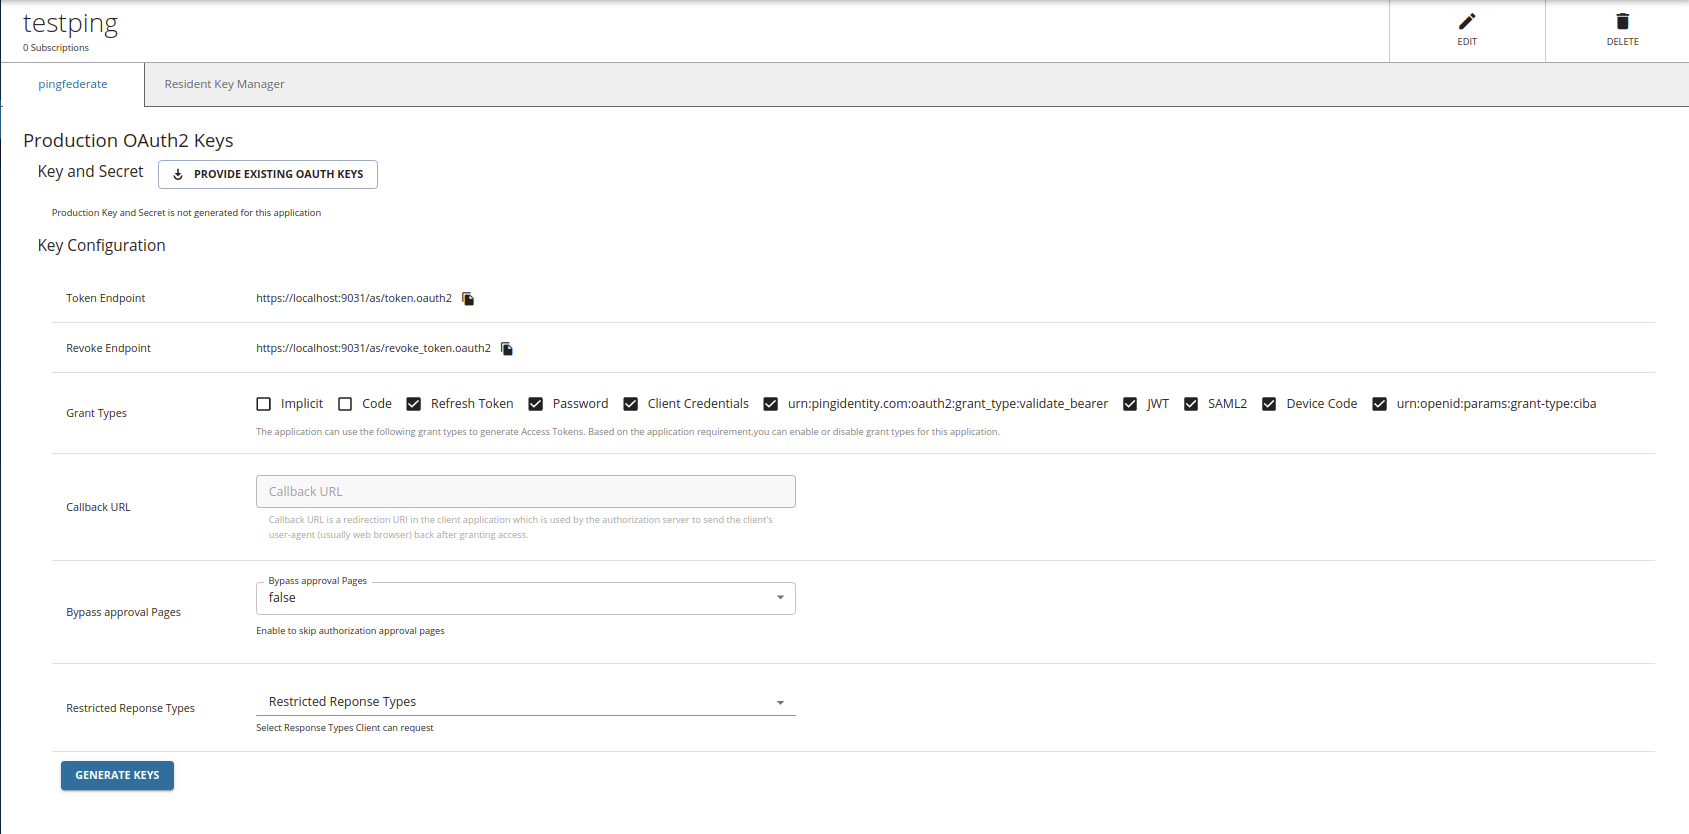 testping
0 Subscriptions
EDIT
DELETE
pingfederate
Resident Key Manager
Production OAuth2 Keys
Key and Secret
PROVIDE EXISTING OAUTH KEYS
Production Key and Secret is not generated for this application
Key Configuration
Token Endpoint
https://localhost:9031/as/token.oauth2
Revoke Endpoint
https://localhost:9031/as/revoke_token.oauth2
Grant Types
Implicit
Code
Refresh Token
Password
Client Credentials
urn:pingidentity.com:oauth2:grant_type:validate_bearer
JWT
SAML2
Device Code
urn:openid:params:grant-type:ciba
The application can use the following grant types to generate Access Tokens. Based on the application requirement,you can enable or disable grant types for this application.
Callback URL
Callback URL
Callback URL is a redirection URI in the client application which is used by the authorization server to send the client's
user-agent (usually web browser) back after granting access.
Bypass approval Pages
Bypass approval Pages
false
Enable to skip authorization approval pages
Restricted Reponse Types
Restricted Reponse Types
Select Response Types Client can request
GENERATE KEYS